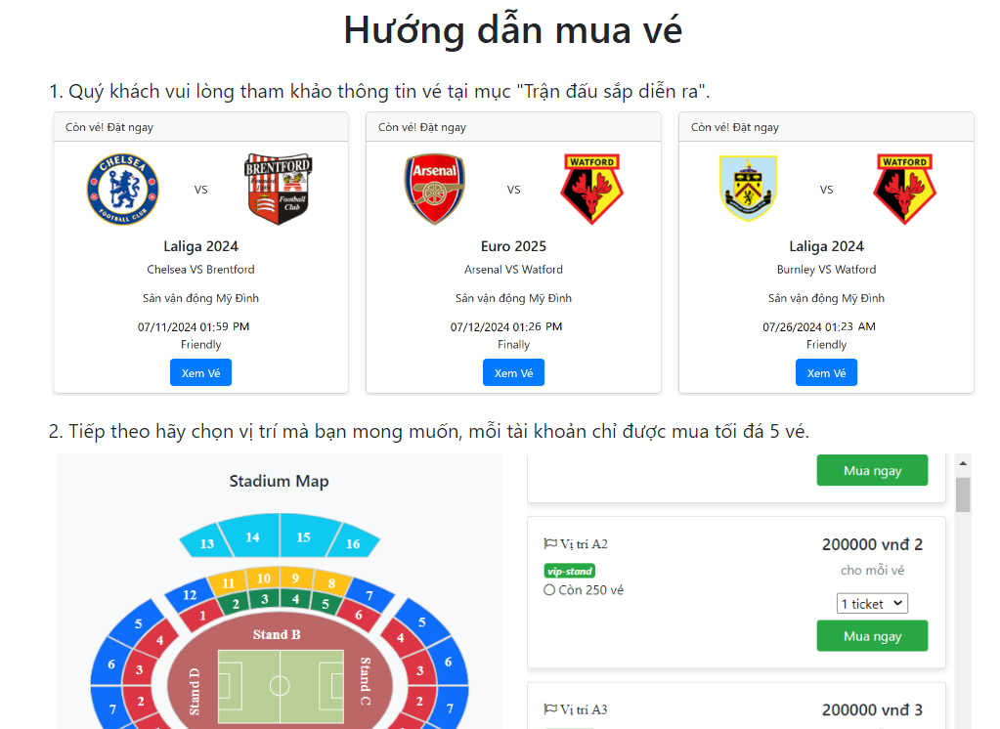 Hướng dẫn mua vé
1. Quý khách vui lòng tham khảo thông tin vé tại mục "Trận đấu sắp diễn ra".
Còn vé! Đặt ngay
CHELSEA
FOOTBALL CLUB
VS
BRENTFORD
Football
Club
Laliga 2024
Chelsea VS Brentford
Sân vận động Mỹ Đình
07/11/2024 01:59 PM
Friendly
Xem Vé
Còn vé! Đặt ngay
Arsenal
VS
WATFORD
Euro 2025
Arsenal VS Watford
Sân vận động Mỹ Đình
07/12/2024 01:26 PM
Finally
Xem Vé
Còn vé! Đặt ngay
VS
WATFORD
Laliga 2024
Burnley VS Watford
Sân vận động Mỹ Đình
07/26/2024 01:23 AM
Friendly
Xem Vé
2. Tiếp theo hãy chọn vị trí mà bạn mong muốn, mỗi tài khoản chỉ được mua tối đá 5 vé.
Stadium Map
13 14 15 16
12 11 10 9 8 7
1 2 3 4 5 6
5 4 Stand B 4 5
6 3 3 6
7 2 Stand D Stand C 2 7
Mua ngay
Vị trí A2
vip-stand
Còn 250 vé
200000 vnđ 2
cho mỗi vé
1 ticket
Mua ngay
Vị trí A3
200000 vnđ 3